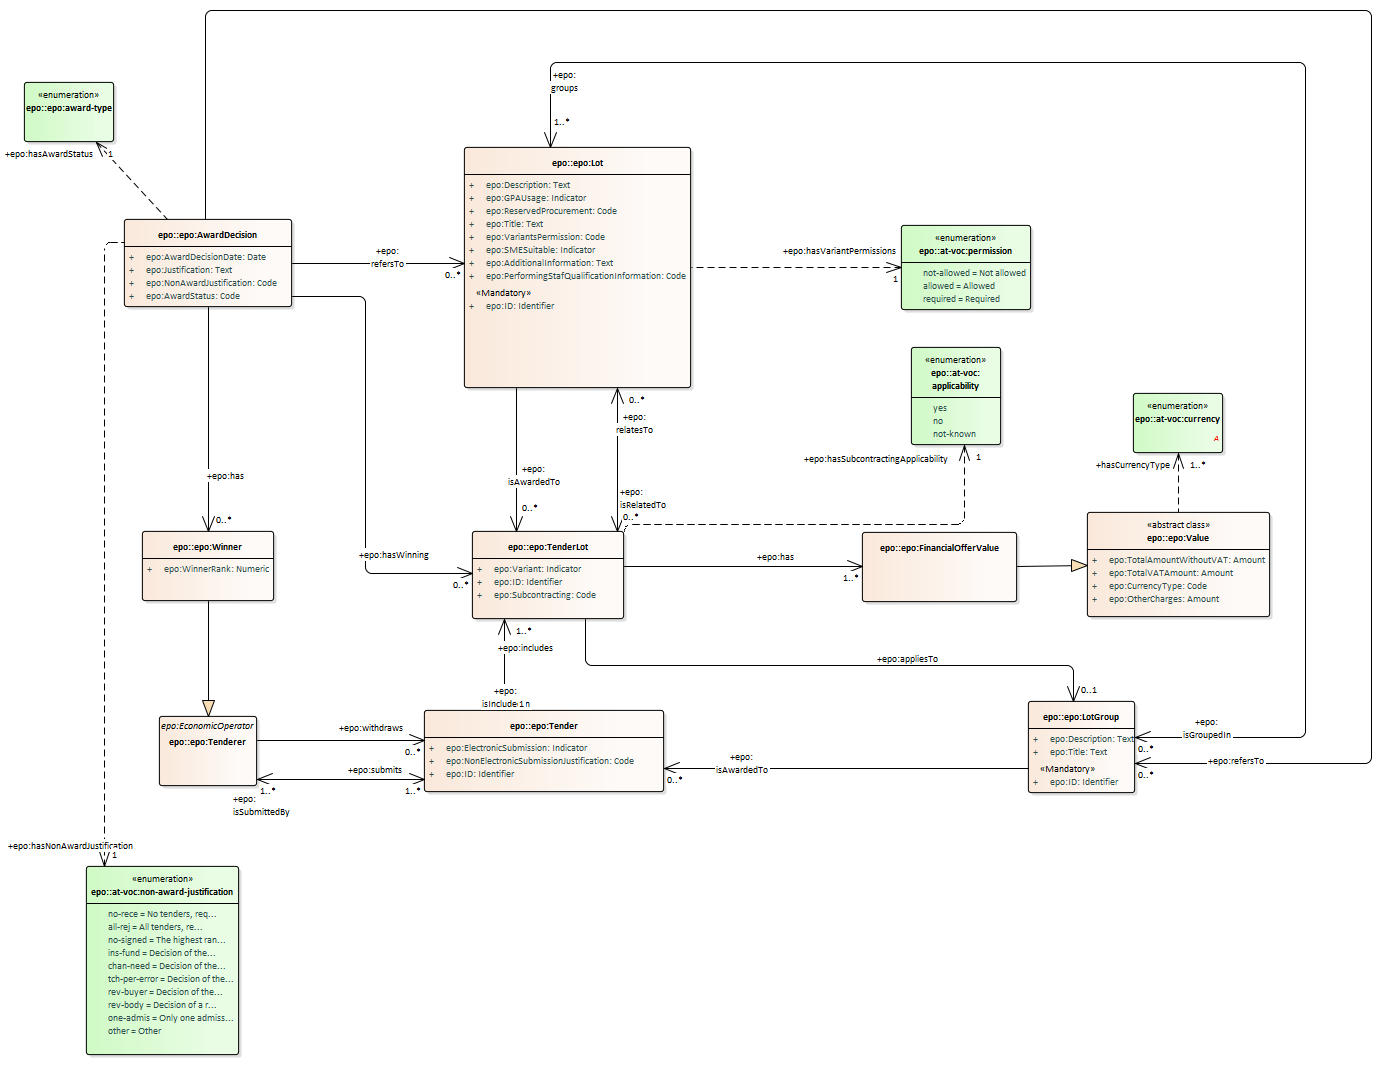 +epo:
groups
1..*
«enumeration»
epo::epo:award-type
+epo:hasAwardStatus
1
epo::epo:Lot
+ epo:Description: Text
+ epo:GPAUsage: Indicator
+ epo:ReservedProcurement: Code
+ epo:Title: Text
+ epo:VariantsPermission: Code
+ epo:SMESuitable: Indicator
+ epo:AdditionalInformation: Text
+ epo:PerformingStafQualificationInformation: Code
«Mandatory»
+ epo:ID: Identifier
epo::epo:AwardDecision
+ epo:AwardDecisionDate: Date
+ epo:Justification: Text
+ epo:NonAwardJustification: Code
+ epo:AwardStatus: Code
+epo:
refersTo
0..*
+epo:hasVariantPermissions
1
«enumeration»
epo::at-voc:permission
not-allowed = Not allowed
allowed = Allowed
required = Required
«enumeration»
epo::at-voc:
applicability
yes
no
not-known
+epo:hasSubcontractingApplicability
1
«enumeration»
epo::at-voc:currency
A
+hasCurrencyType
1..*
0..*
+epo:
relatesTo
+epo:
isAwardedTo
0..*
+epo:
isRelatedTo
0..*
+epo:has
0..*
epo::epo:Winner
+ epo:WinnerRank: Numeric
+epo:hasWinning
0..*
epo::epo:TenderLot
+ epo:Variant: Indicator
+ epo:ID: Identifier
+ epo:Subcontracting: Code
+epo:has
1..*
epo::epo:FinancialOfferValue
«abstract class»
epo::epo:Value
+ epo:TotalAmountWithoutVAT: Amount
+ epo:TotalVATAmount: Amount
+ epo:CurrencyType: Code
+ epo:OtherCharges: Amount
1..*
+epo:includes
+epo:
isInclude 1 n
+epo:appliesTo
0..1
epo:EconomicOperator
epo::epo:Tenderer
+epo:withdraws
0..*
+epo:submits
1..*
1..*
+epo:
isSubmittedBy
epo::epo:Tender
+ epo:ElectronicSubmission: Indicator
+ epo:NonElectronicSubmissionJustification: Code
+ epo:ID: Identifier
+epo:
isAwardedTo
0..*
epo::epo:LotGroup
+ epo:Description: Text
+ epo:Title: Text
«Mandatory»
+ epo:ID: Identifier
+epo:
isGroupedIn
0..*
+epo:refersTo
0..*
+epo:hasNonAwardJustification
1
«enumeration»
epo::at-voc:non-award-justification
no-rece = No tenders, req...
all-rej = All tenders, re...
no-signed = The highest ran...
ins-fund = Decision of the...
chan-need = Decision of the...
tch-per-error = Decision of the...
rev-buyer = Decision of the...
rev-body = Decision of a r...
one-admis = Only one admiss...
other = Other